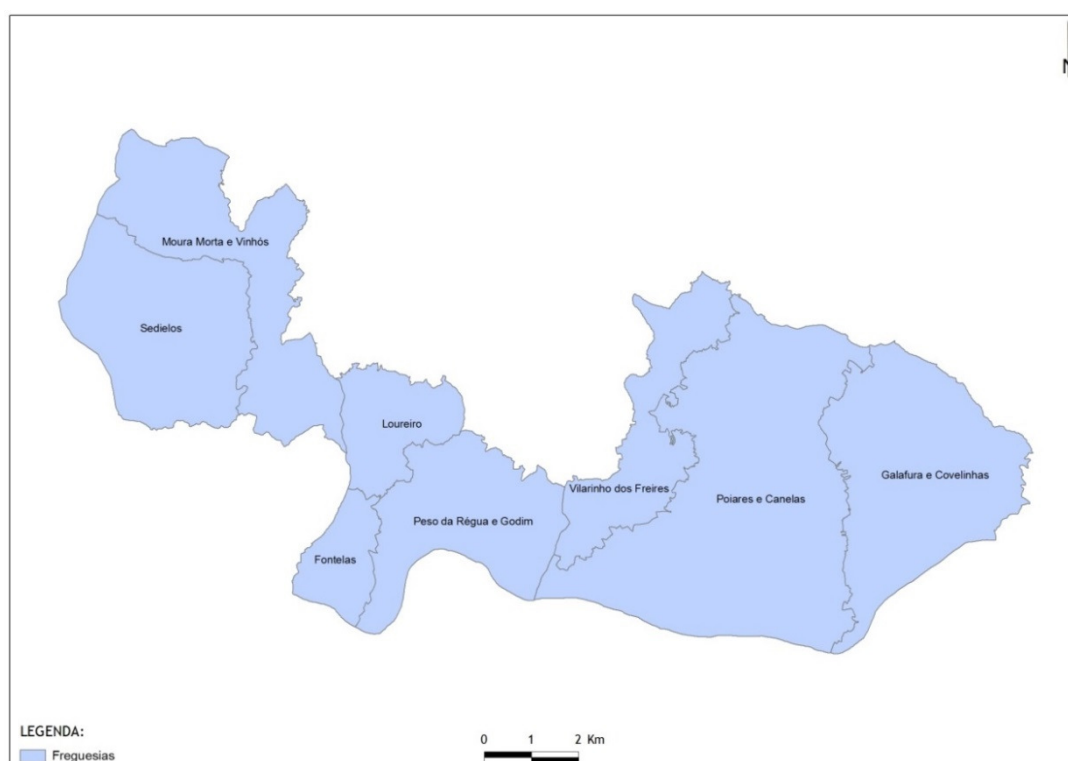 N
Moura Morta e Vinhós
Sedielos
Loureiro
Vilarinho dos Freires
Galafura e Covelinhas
Poiares e Canelas
Peso da Régua e Godim
Fontelas
LEGENDA:
Freguesias
0 1 2 Km